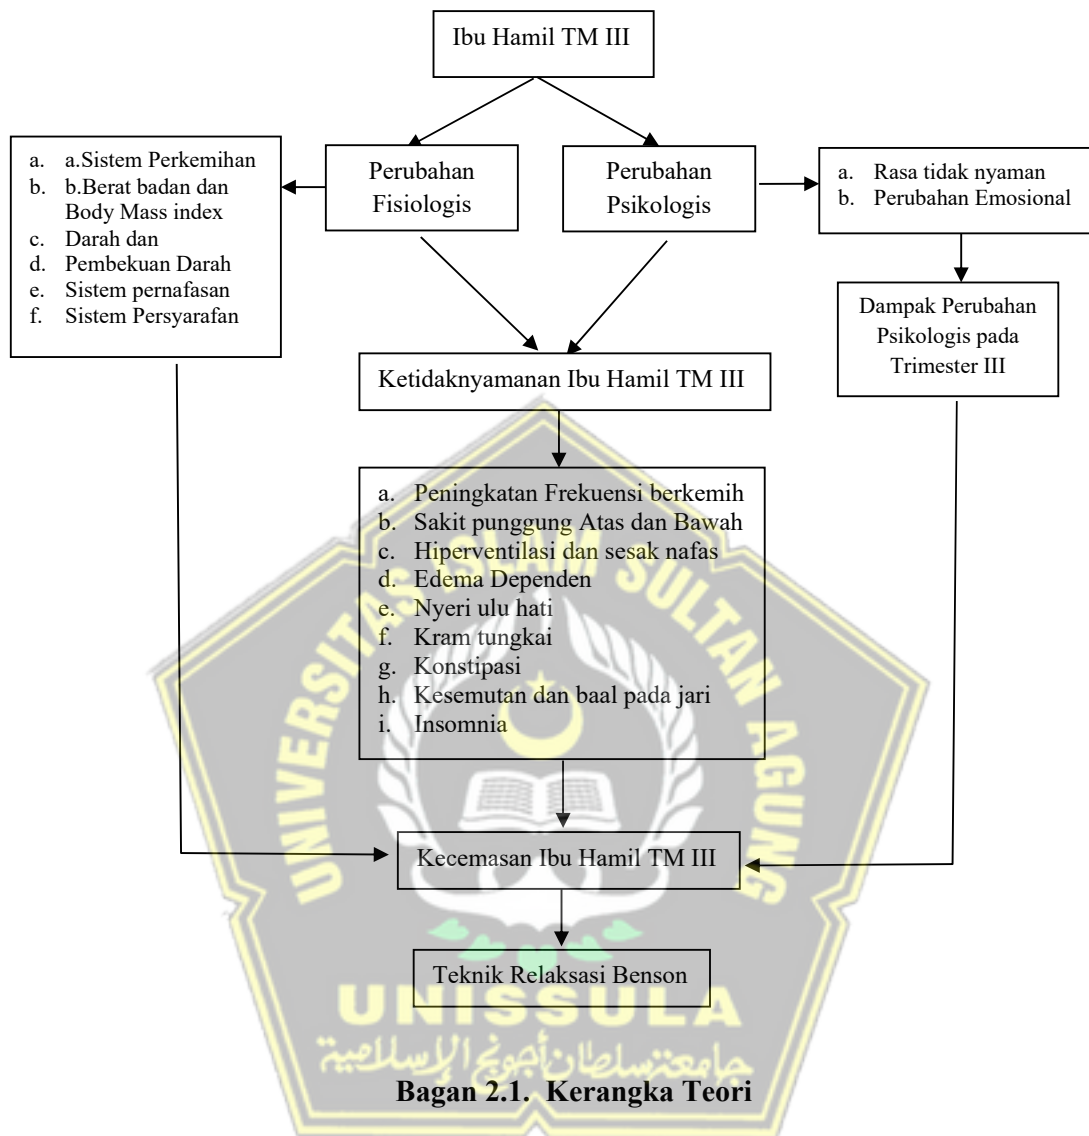 Ibu Hamil TM III
a. a.Sistem Perkemihan
b. b.Berat badan dan
Body Mass index
c. Darah dan
d. Pembekuan Darah
e. Sistem pernafasan
f. Sistem Persyarafan
Perubahan
Fisiologis
Perubahan
Psikologis
a. Rasa tidak nyaman
b. Perubahan Emosional
Dampak Perubahan
Psikologis pada
Trimester III
Ketidaknyamanan Ibu Hamil TM III
a. Peningkatan Frekuensi berkemih
b. Sakit punggung Atas dan Bawah
c. Hiperventilasi dan sesak nafas
d. Edema Dependen
e. Nyeri ulu hati
f. Kram tungkai
g. Konstipasi
h. Kesemutan dan baal pada jari
i. Insomnia
Kecemasan Ibu Hamil TM III
Teknik Relaksasi Benson
UNIVERSITAS ISLAM SULTAN AGUNG
UNISSULA
جامعة سلطان أجونج الإسلامية
Bagan 2.1. Kerangka Teori